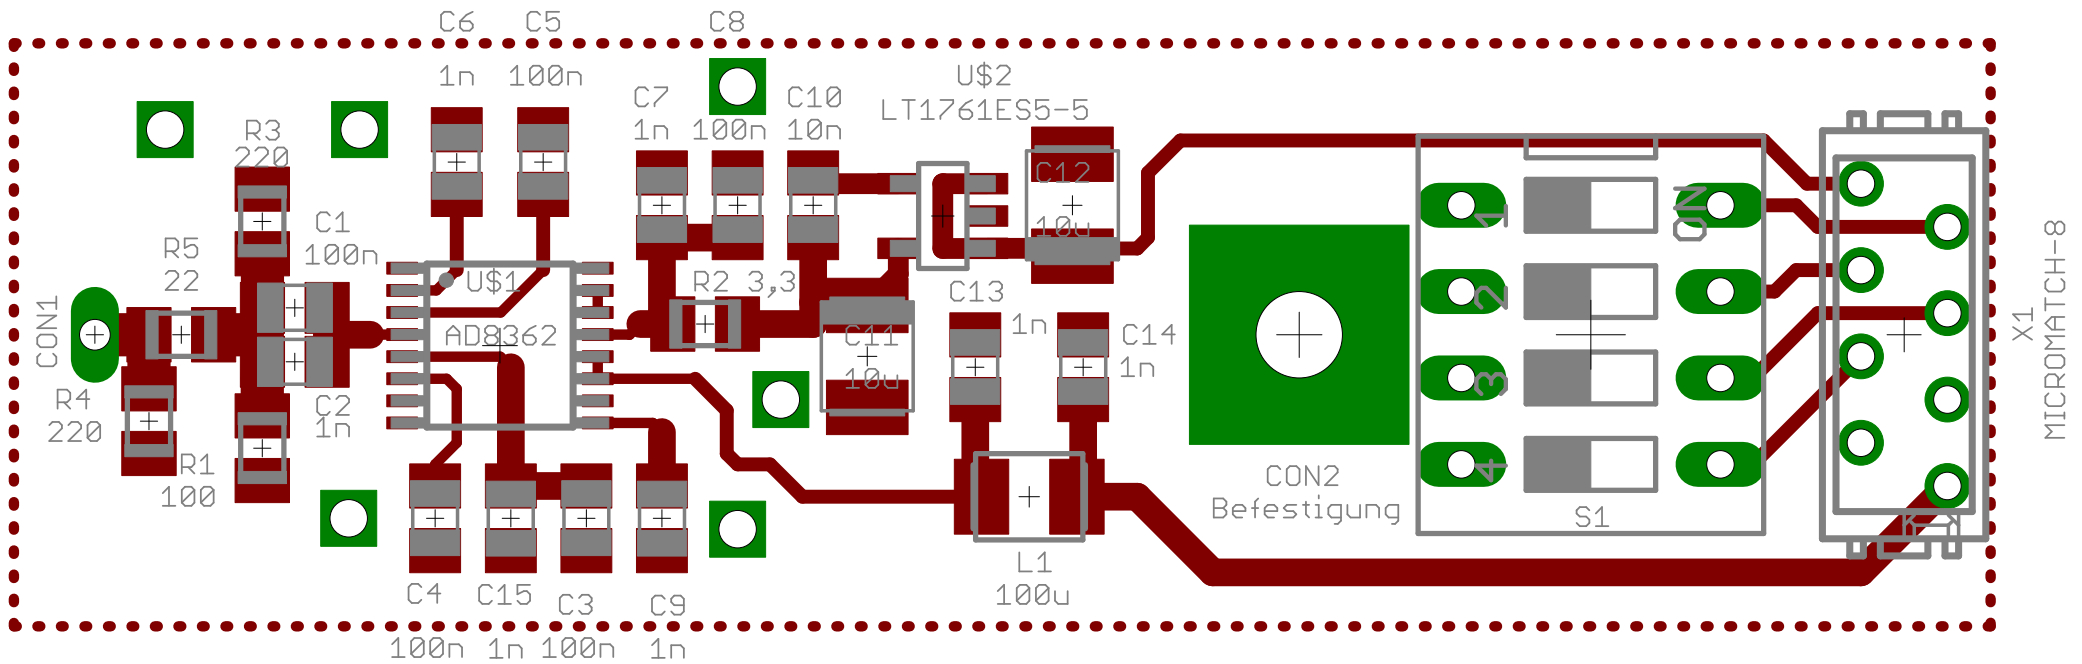 C6
C5
C8
1n
100n
U$2
LT1761ES5-5
C7
C10
1n
100n
10n
R3
220
C12
10u
C1
100n
R5
22
U$1
AD8362
R2 3,3
C13
1n
C11
10u
C14
1n
CON1
R4
220
C2
1n
R1
100
CON2
Befestigung
1
2
3
4
ON
S1
X1
MICROMATCH-8
L1
100u
C4
C15
C3
C9
100n
1n
100n
1n